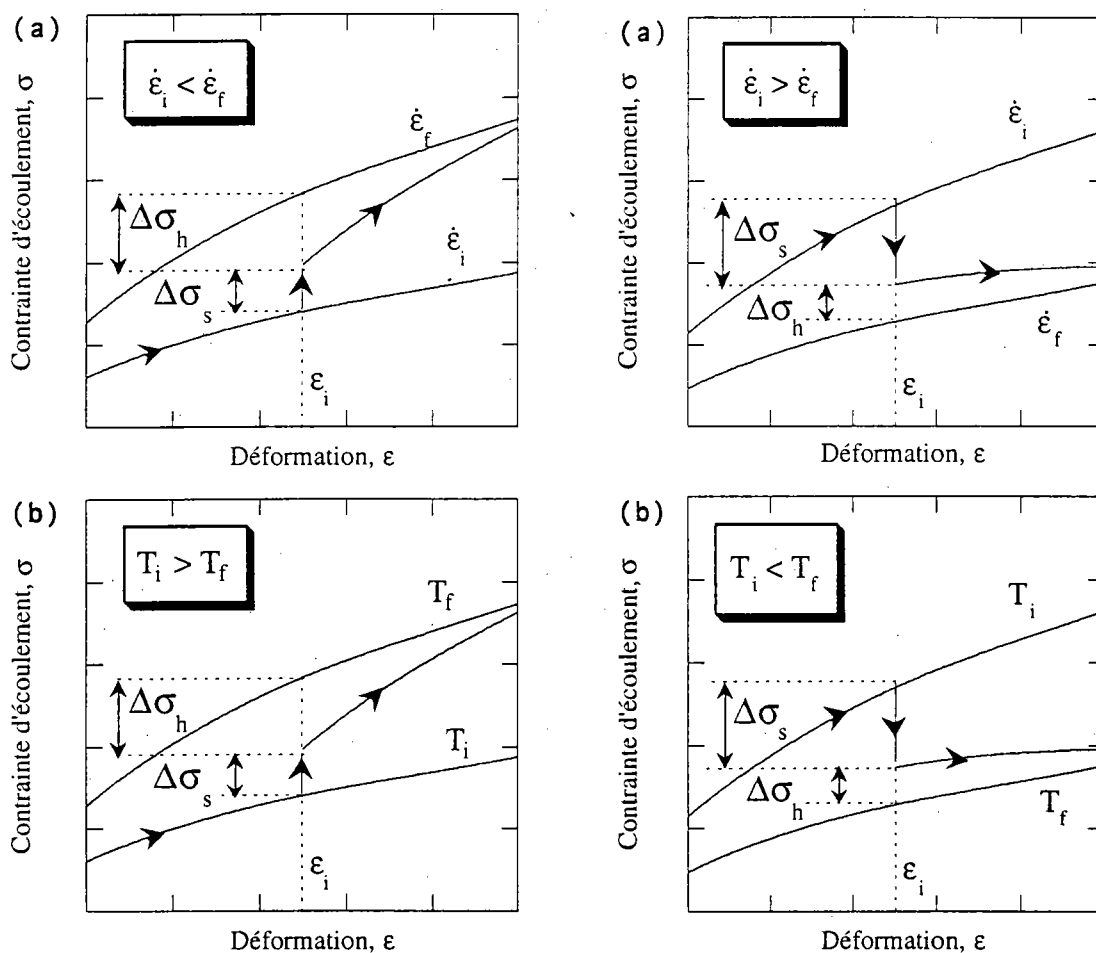 (a)
ε̇i < ε̇f
ε̇f
Δσh
ε̇i
Δσs
εi
Contrainte d'écoulement, σ
Déformation, ε
(a)
ε̇i > ε̇f
ε̇i
Δσs
Δσh
ε̇f
εi
Contrainte d'écoulement, σ
Déformation, ε
(b)
Ti > Tf
Tf
Δσh
Ti
Δσs
εi
Contrainte d'écoulement, σ
Déformation, ε
(b)
Ti < Tf
Ti
Δσs
Δσh
Tf
εi
Contrainte d'écoulement, σ
Déformation, ε